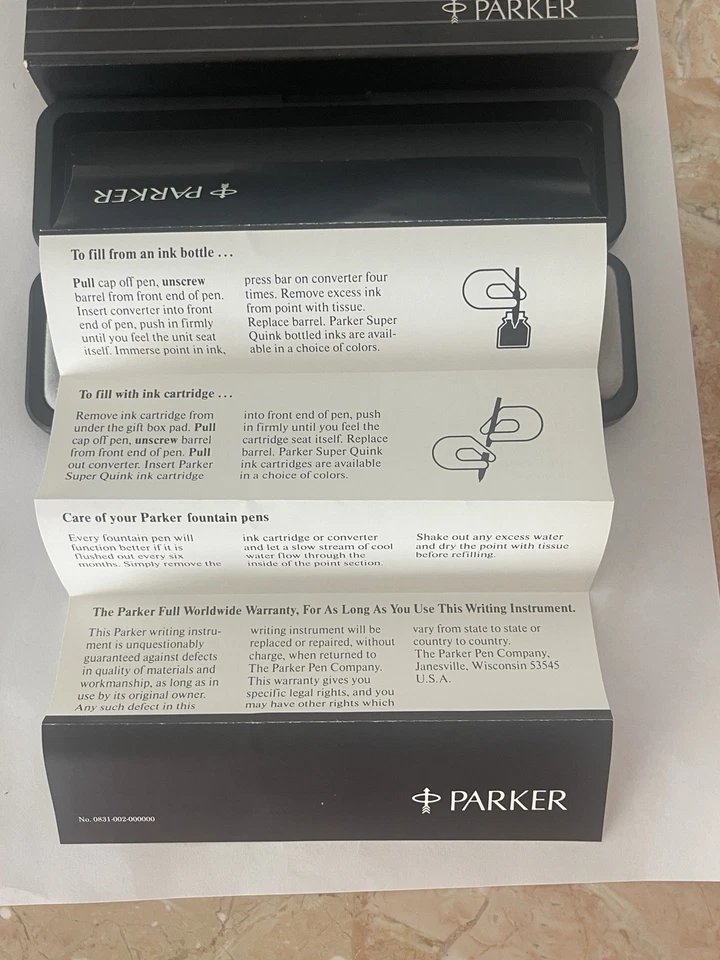 PARKER
PARKER
To fill from an ink bottle . . .
Pull cap off pen, unscrew
barrel from front end of pen.
Insert converter into front
end of pen, push in firmly
until you feel the unit seat
itself. Immerse point in ink,
press bar on converter four
times. Remove excess ink
from point with tissue.
Replace barrel. Parker Super
Quink bottled inks are avail-
able in a choice of colors.
To fill with ink cartridge . . .
Remove ink cartridge from
under the gift box pad. Pull
cap off pen, unscrew barrel
from front end of pen. Pull
out converter. Insert Parker
Super Quink ink cartridge
into front end of pen, push
in firmly until you feel the
cartridge seat itself. Replace
barrel. Parker Super Quink
ink cartridges are available
in a choice of colors.
Care of your Parker fountain pens
Every fountain pen will
function better if it is
flushed out every six
months. Simply remove the
ink cartridge or converter
and let a slow stream of cool
water flow through the
inside of the point section.
Shake out any excess water
and dry the point with tissue
before refilling.
The Parker Full Worldwide Warranty, For As Long As You Use This Writing Instrument.
This Parker writing instru-
ment is unquestionably
guaranteed against defects
in quality of materials and
workmanship, as long as in
use by its original owner.
Any such defect in this
writing instrument will be
replaced or repaired, without
charge, when returned to
The Parker Pen Company.
This warranty gives you
specific legal rights, and you
may have other rights which
vary from state to state or
country to country.
The Parker Pen Company,
Janesville, Wisconsin 53545
U.S.A.
PARKER
No. 0831-002-000000